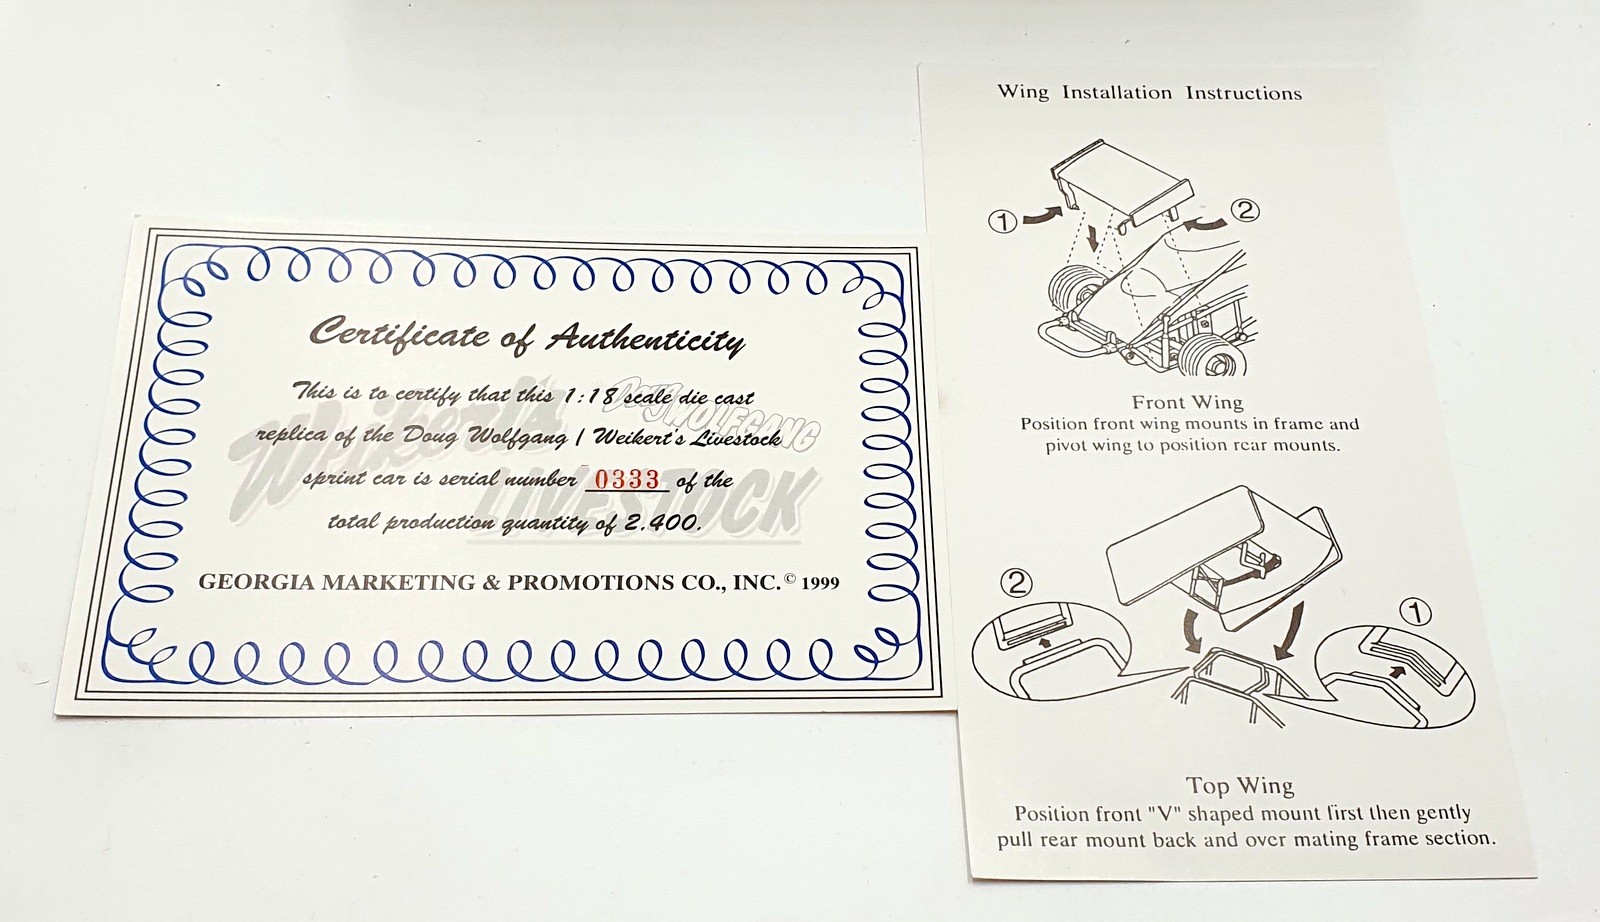 Certificate of Authenticity
This is to certify that this 1:18 scale die cast
replica of the Doug Wolfgang / Weikert's Livestock
sprint car is serial number 0333 of the
total production quantity of 2,400.
Weikert's
Doug WOLFGANG
LIVESTOCK
GEORGIA MARKETING & PROMOTIONS CO., INC.© 1999
Wing Installation Instructions
1
2
Front Wing
Position front wing mounts in frame and
pivot wing to position rear mounts.
2
1
Top Wing
Position front "V" shaped mount first then gently
pull rear mount back and over mating frame section.